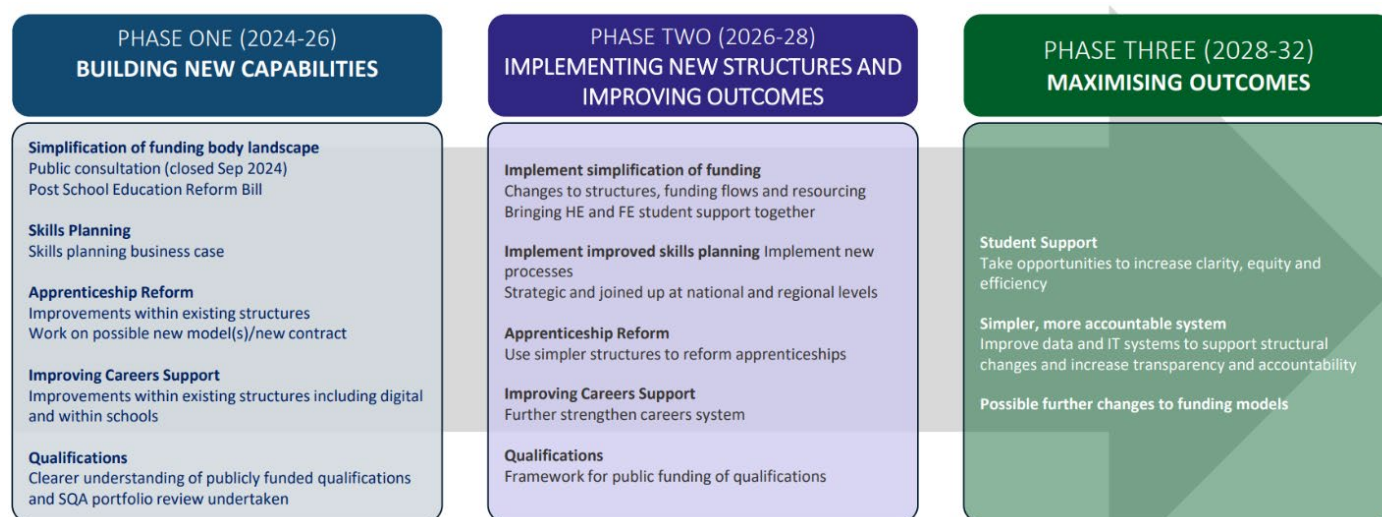 PHASE ONE (2024-26)
BUILDING NEW CAPABILITIES
Simplification of funding body landscape
Public consultation (closed Sep 2024)
Post School Education Reform Bill
Skills Planning
Skills planning business case
Apprenticeship Reform
Improvements within existing structures
Work on possible new model(s)/new contract
Improving Careers Support
Improvements within existing structures including digital
and within schools
Qualifications
Clearer understanding of publicly funded qualifications
and SQA portfolio review undertaken
PHASE TWO (2026-28)
IMPLEMENTING NEW STRUCTURES AND
IMPROVING OUTCOMES
Implement simplification of funding
Changes to structures, funding flows and resourcing
Bringing HE and FE student support together
Implement improved skills planning Implement new
processes
Strategic and joined up at national and regional levels
Apprenticeship Reform
Use simpler structures to reform apprenticeships
Improving Careers Support
Further strengthen careers system
Qualifications
Framework for public funding of qualifications
PHASE THREE (2028-32)
MAXIMISING OUTCOMES
Student Support
Take opportunities to increase clarity, equity and
efficiency
Simpler, more accountable system
Improve data and IT systems to support structural
changes and increase transparency and accountability
Possible further changes to funding models